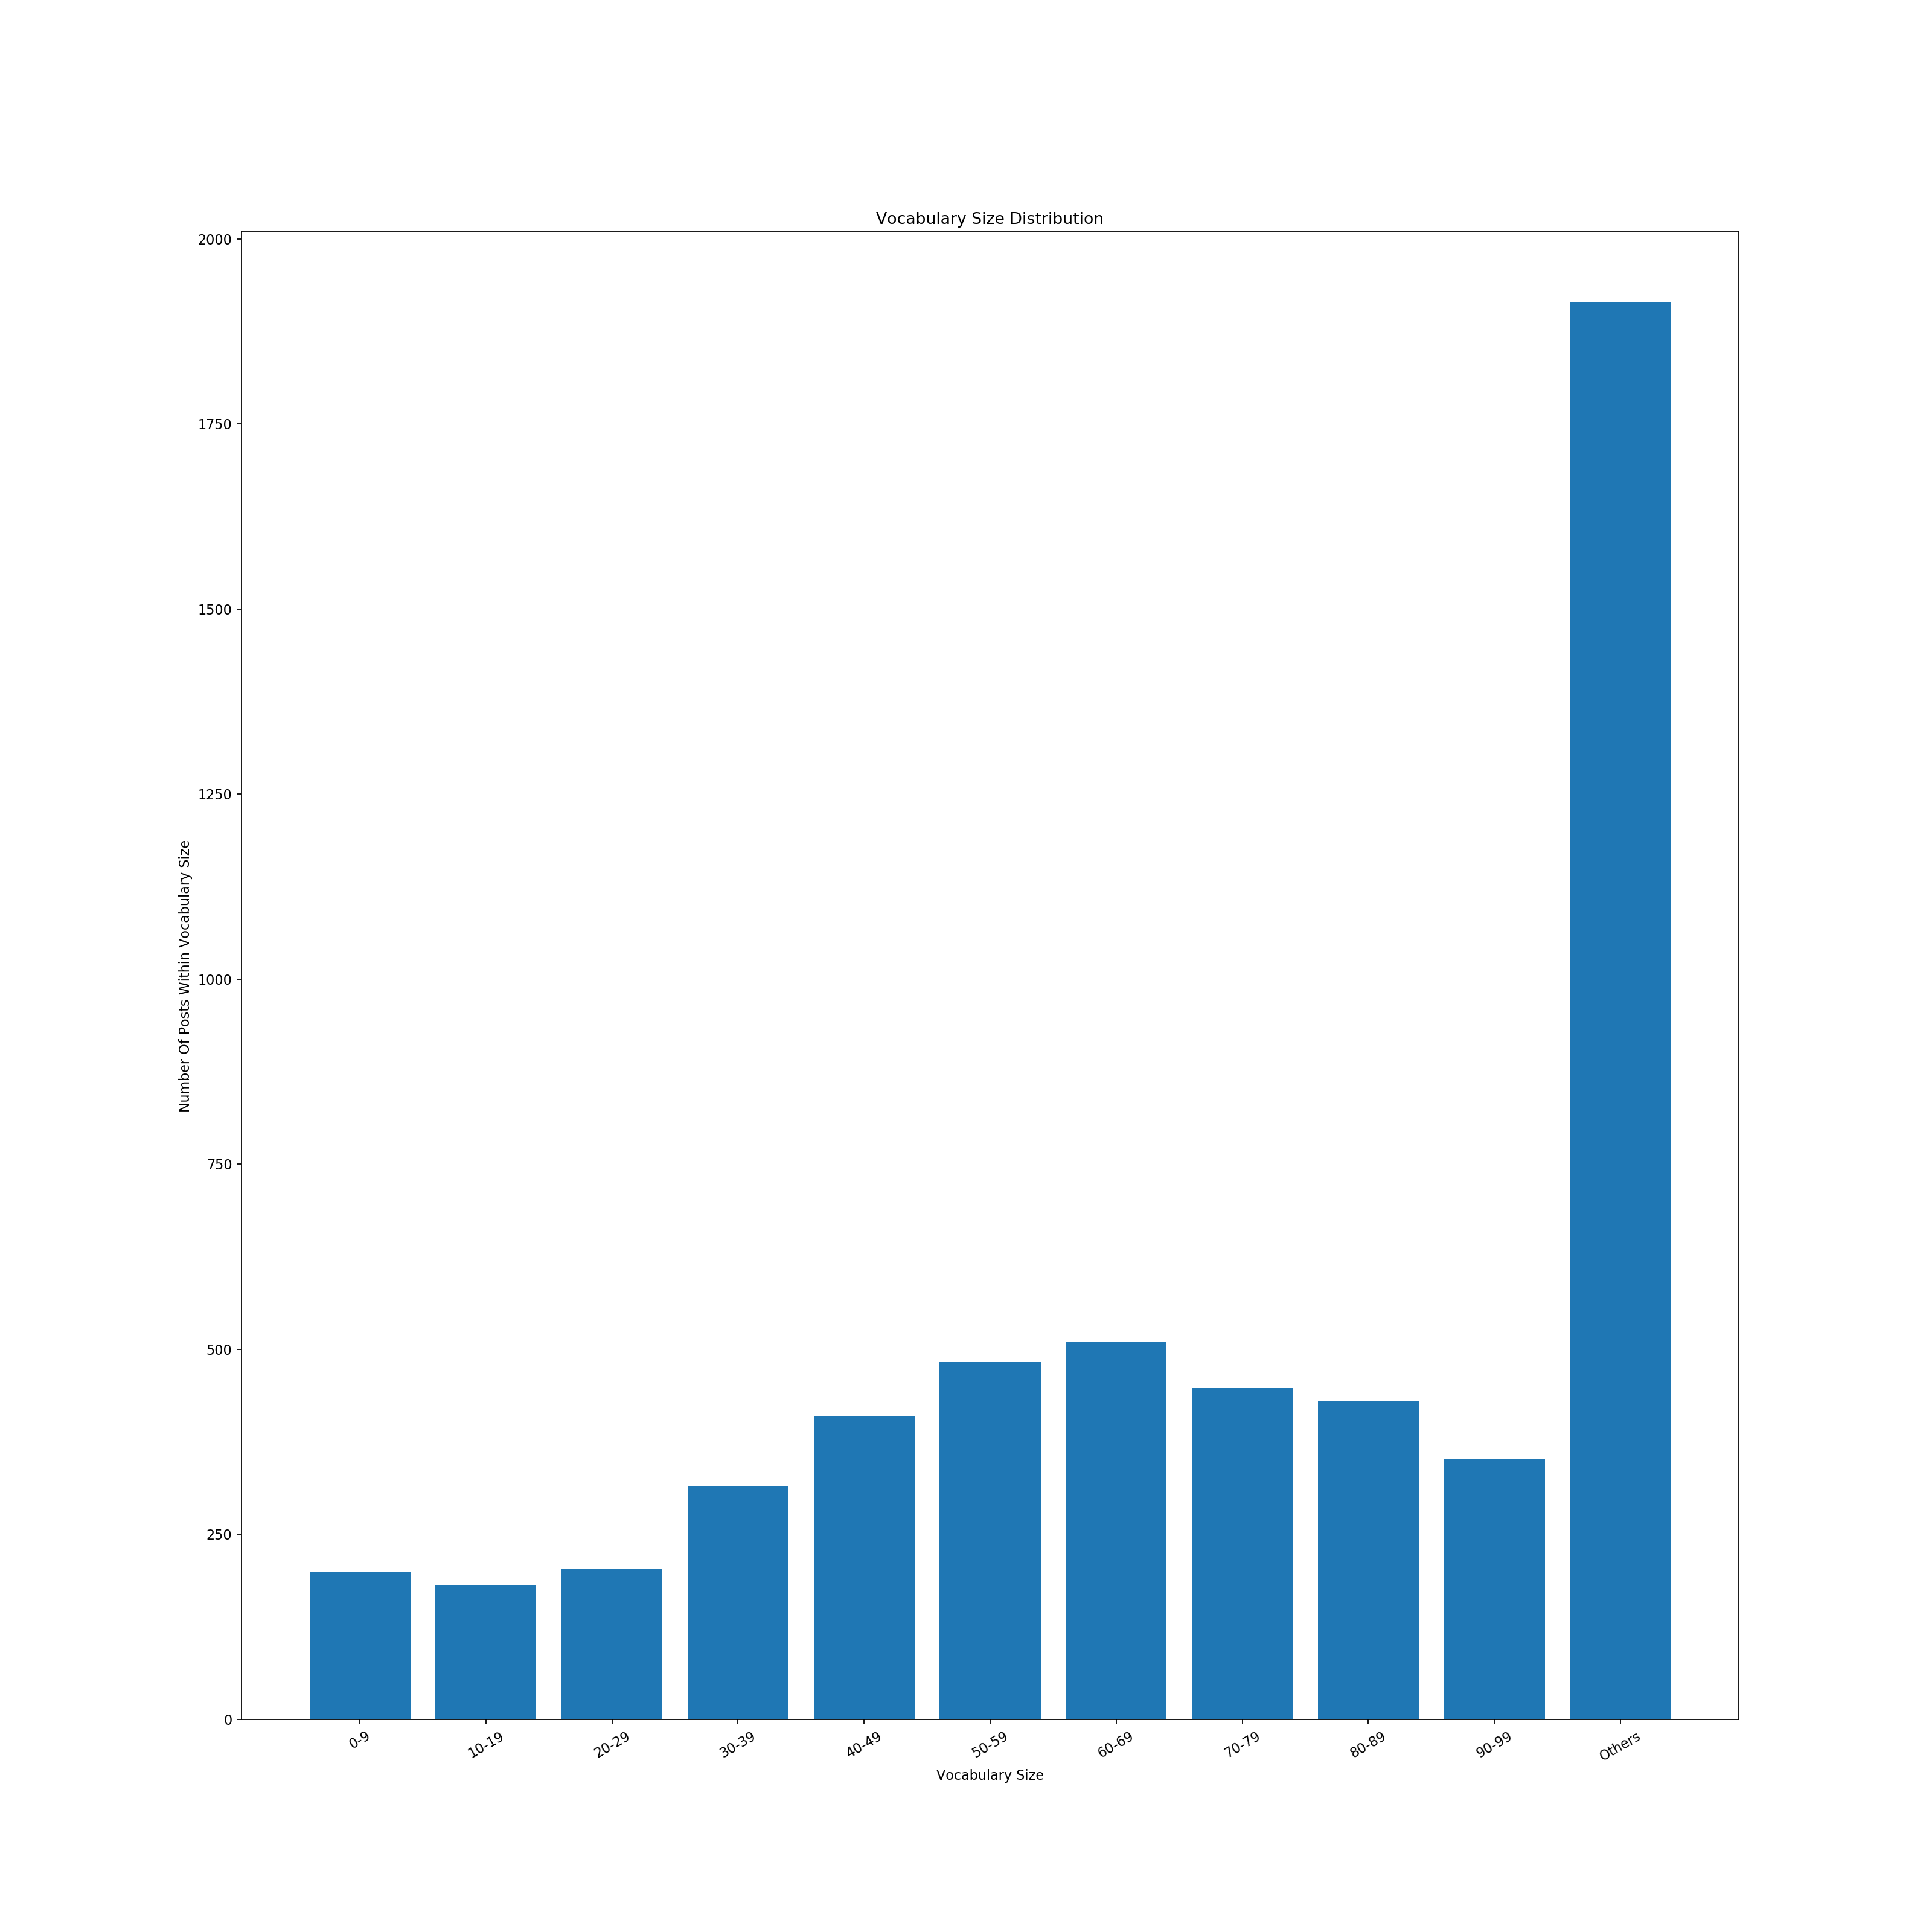 Vocabulary Size Distribution
2000
1750
1500
1250
1000
750
500
250
0
Number Of Posts Within Vocabulary Size
0-9 10-19 20-29 30-39 40-49 50-59 60-69 70-79 80-89 90-99 Others
Vocabulary Size